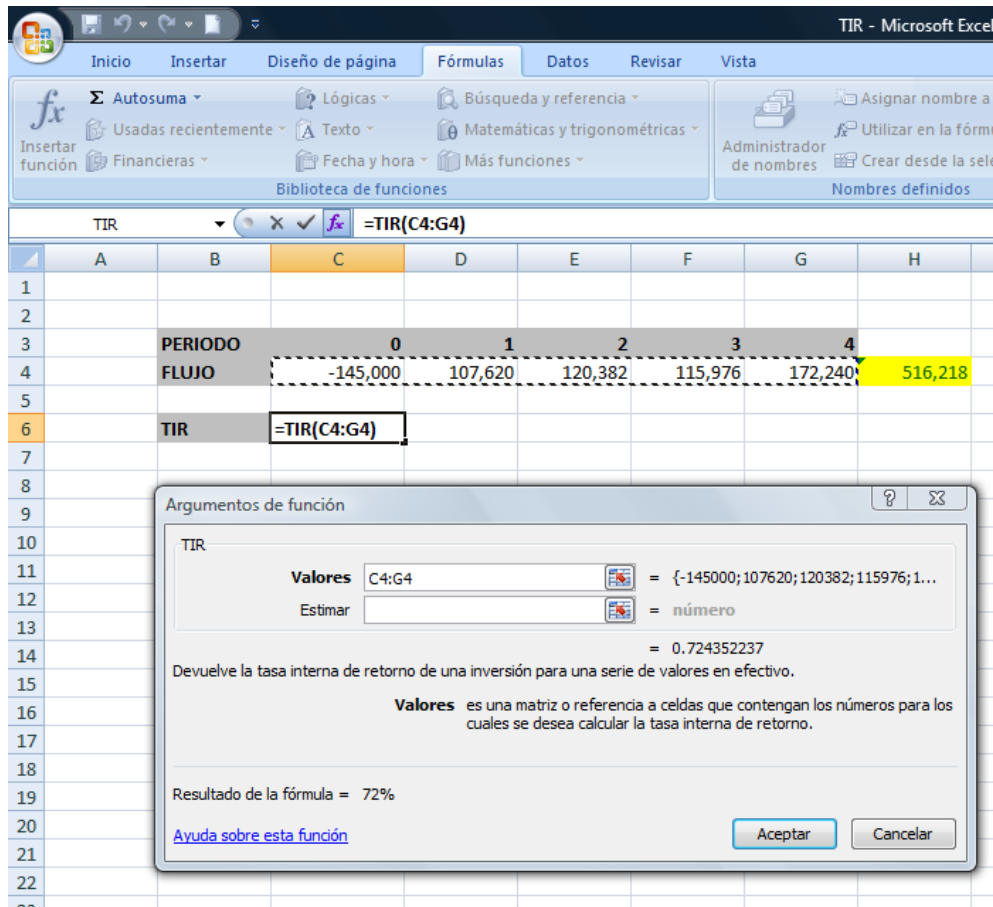 TIR - Microsoft Excel
Inicio Insertar Diseño de página Fórmulas Datos Revisar Vista
fx Σ Autosuma Lógicas Búsqueda y referencia Asignar nombre a
Usadas recientemente Texto Matemáticas y trigonométricas Utilizar en la
Insertar función Financieras Fecha y hora Más funciones Administrador de nombres Crear desde la
Biblioteca de funciones Nombres definidos
TIR fx =TIR(C4:G4)
A B C D E F G H
1
2
3 PERIODO 0 1 2 3 4
4 FLUJO -145,000 107,620 120,382 115,976 172,240 516,218
5
6 TIR =TIR(C4:G4)
7
8
9 Argumentos de función
10 TIR
11 Valores C4:G4 = {-145000;107620;120382;115976;1...
12 Estimar = número
13
14 = 0.724352237
Devuelve la tasa interna de retorno de una inversión para una serie de valores en efectivo.
15
16 Valores es una matriz o referencia a celdas que contengan los números para los
17 cuales se desea calcular la tasa interna de retorno.
18
19 Resultado de la fórmula = 72%
20 Ayuda sobre esta función Aceptar Cancelar
21
22